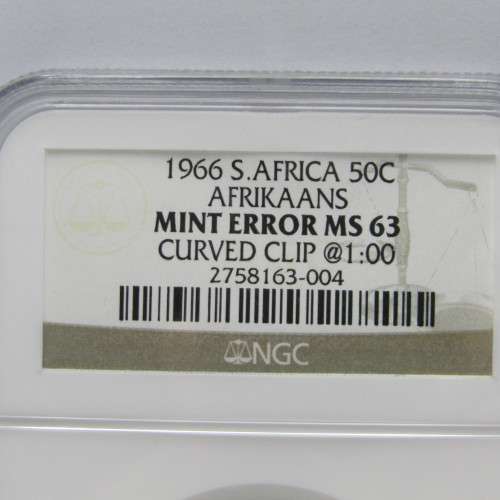 1966 S.AFRICA 50C
AFRIKAANS
MINT ERROR MS 63
CURVED CLIP @1:00
2758163-004
NGC